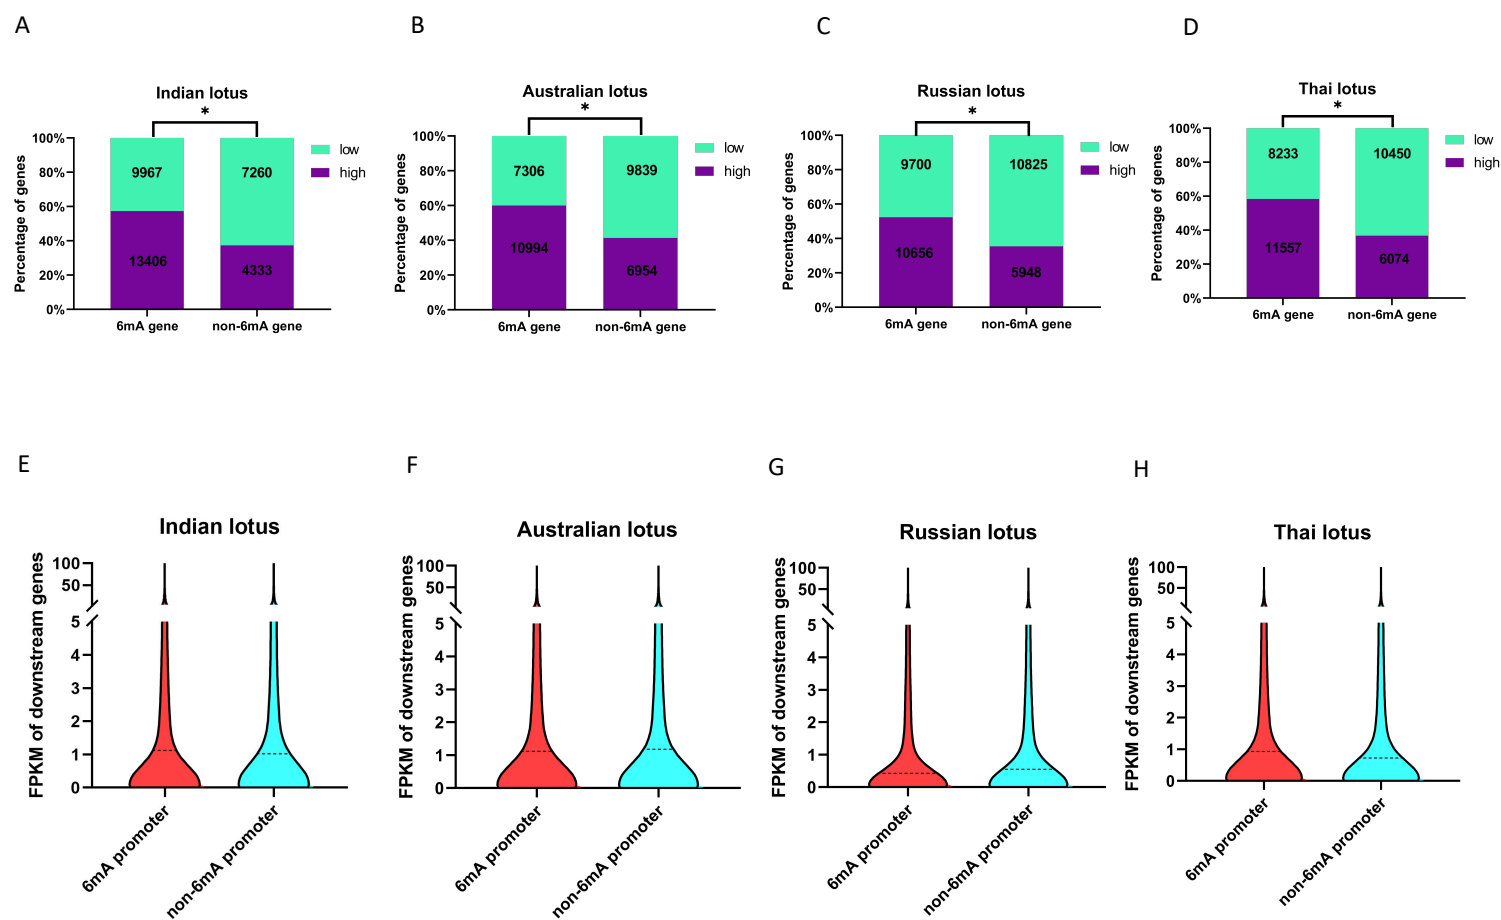 A
Indian lotus
*
Percentage of genes
100%
80%
60%
40%
20%
0%
9967
7260
13406
4333
low
high
6mA gene
non-6mA gene
B
Australian lotus
*
Percentage of genes
100%
80%
60%
40%
20%
0%
7306
9839
10994
6954
low
high
6mA gene
non-6mA gene
C
Russian lotus
*
Percentage of genes
100%
80%
60%
40%
20%
0%
9700
10825
10656
5948
low
high
6mA gene
non-6mA gene
D
Thai lotus
*
Percentage of genes
100%
80%
60%
40%
20%
0%
8233
10450
11557
6074
low
high
6mA gene
non-6mA gene
E
Indian lotus
FPKM of downstream genes
100
50
5
4
3
2
1
0
6mA promoter
non-6mA promoter
F
Australian lotus
FPKM of downstream genes
100
50
5
4
3
2
1
0
6mA promoter
non-6mA promoter
G
Russian lotus
FPKM of downstream genes
100
50
5
4
3
2
1
0
6mA promoter
non-6mA promoter
H
Thai lotus
FPKM of downstream genes
100
50
5
4
3
2
1
0
6mA promoter
non-6mA promoter